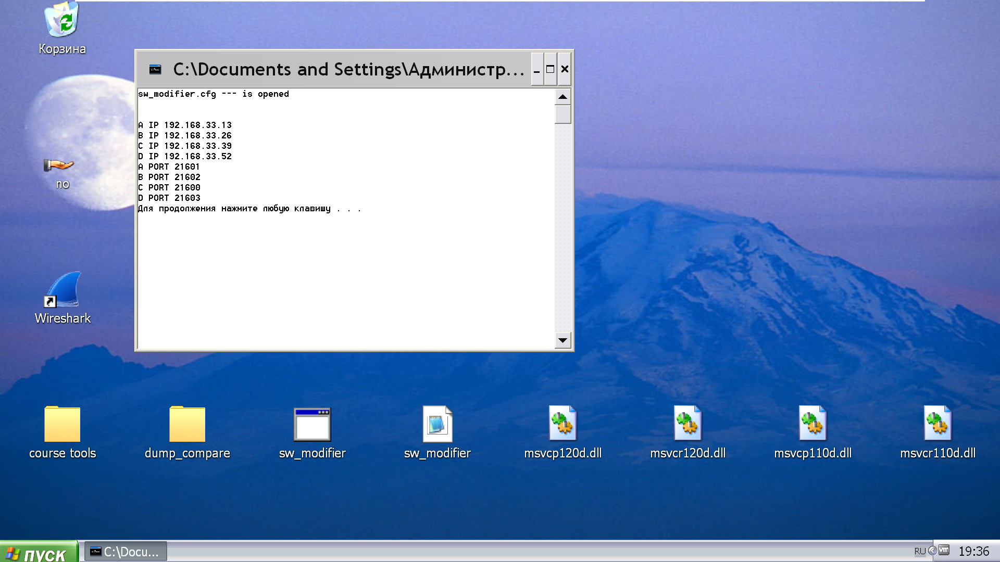 Корзина
C:\Documents and Settings\Администр...
sw_modifier.cfg --- is opened
A IP 192.168.33.13
B IP 192.168.33.26
C IP 192.168.33.39
D IP 192.168.33.52
A PORT 21601
B PORT 21602
C PORT 21600
D PORT 21603
Для продолжения нажмите любую клавишу . . .
no
Wireshark
course tools
dump_compare
sw_modifier
sw_modifier
msvcp120d.dll
msvcr120d.dll
msvcp110d.dll
msvcr110d.dll
пуск
C:\Docu...
RU
vm
19:36